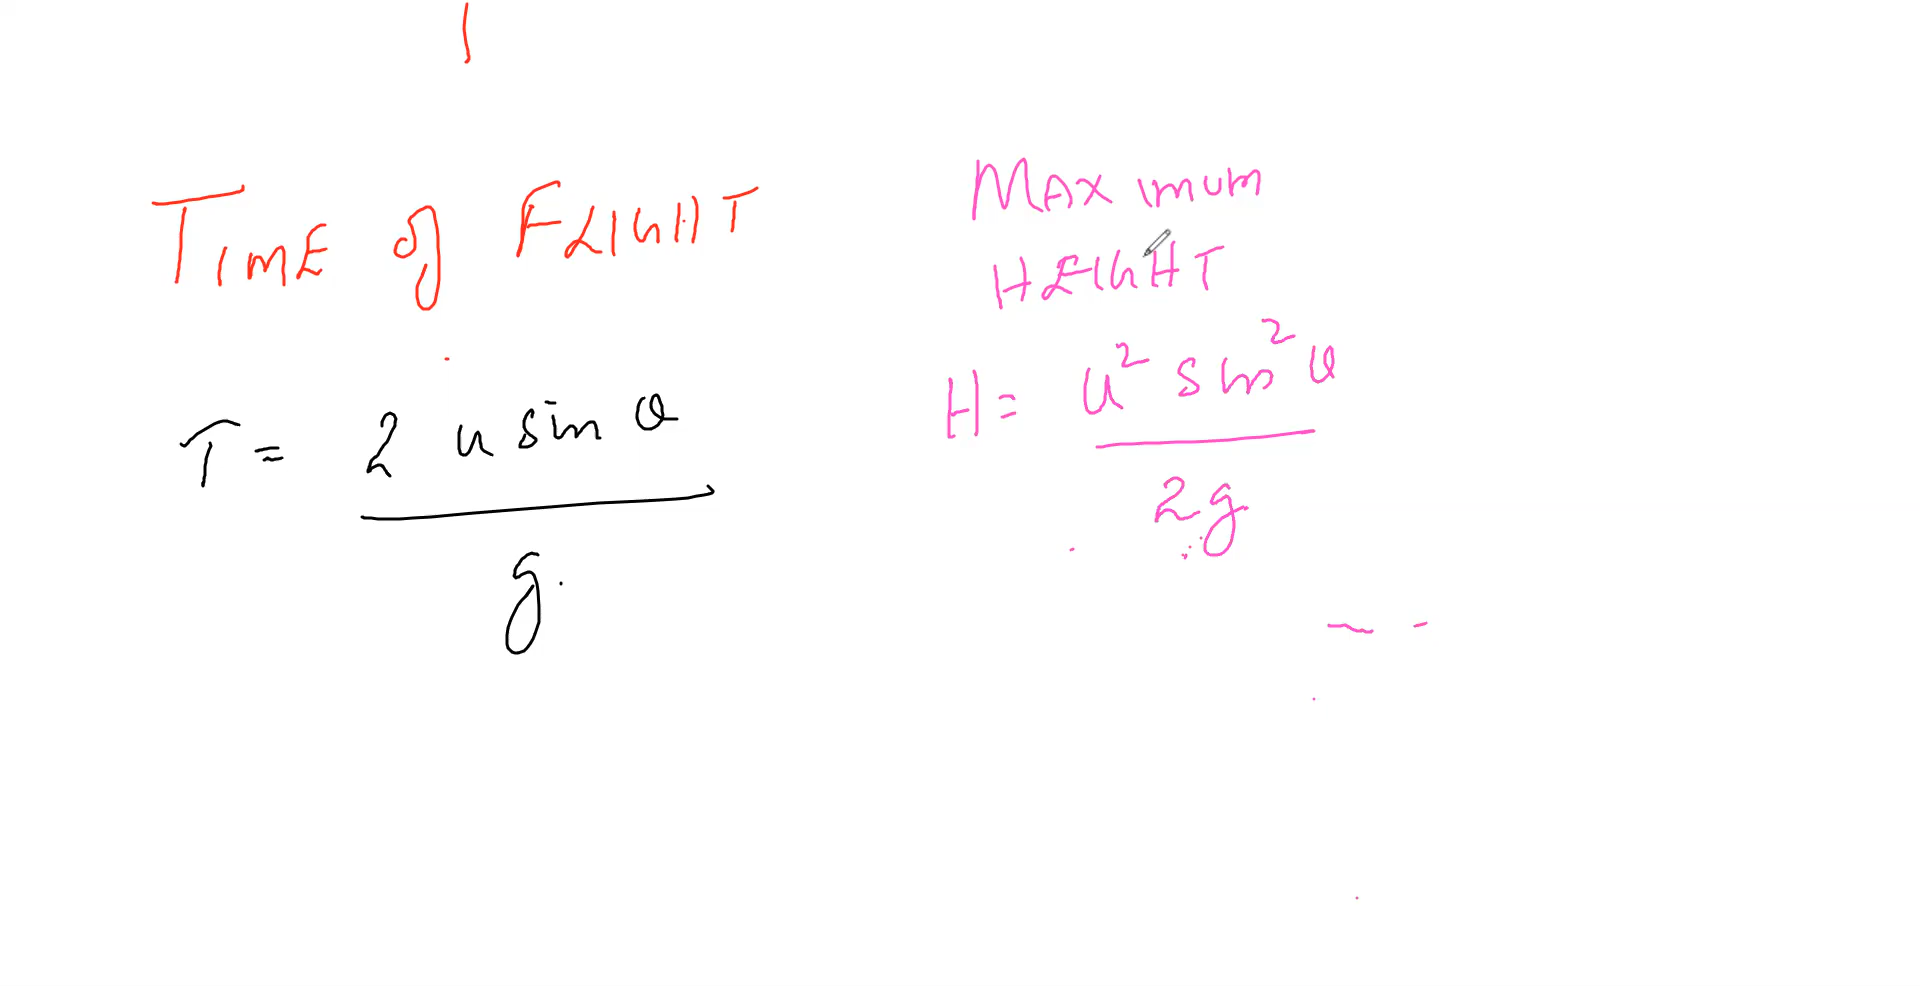 TIME of FLIGHT
T = 2 u sin θ
g.
MAXIMUM
HEIGHT
H = u² sin² θ
2g